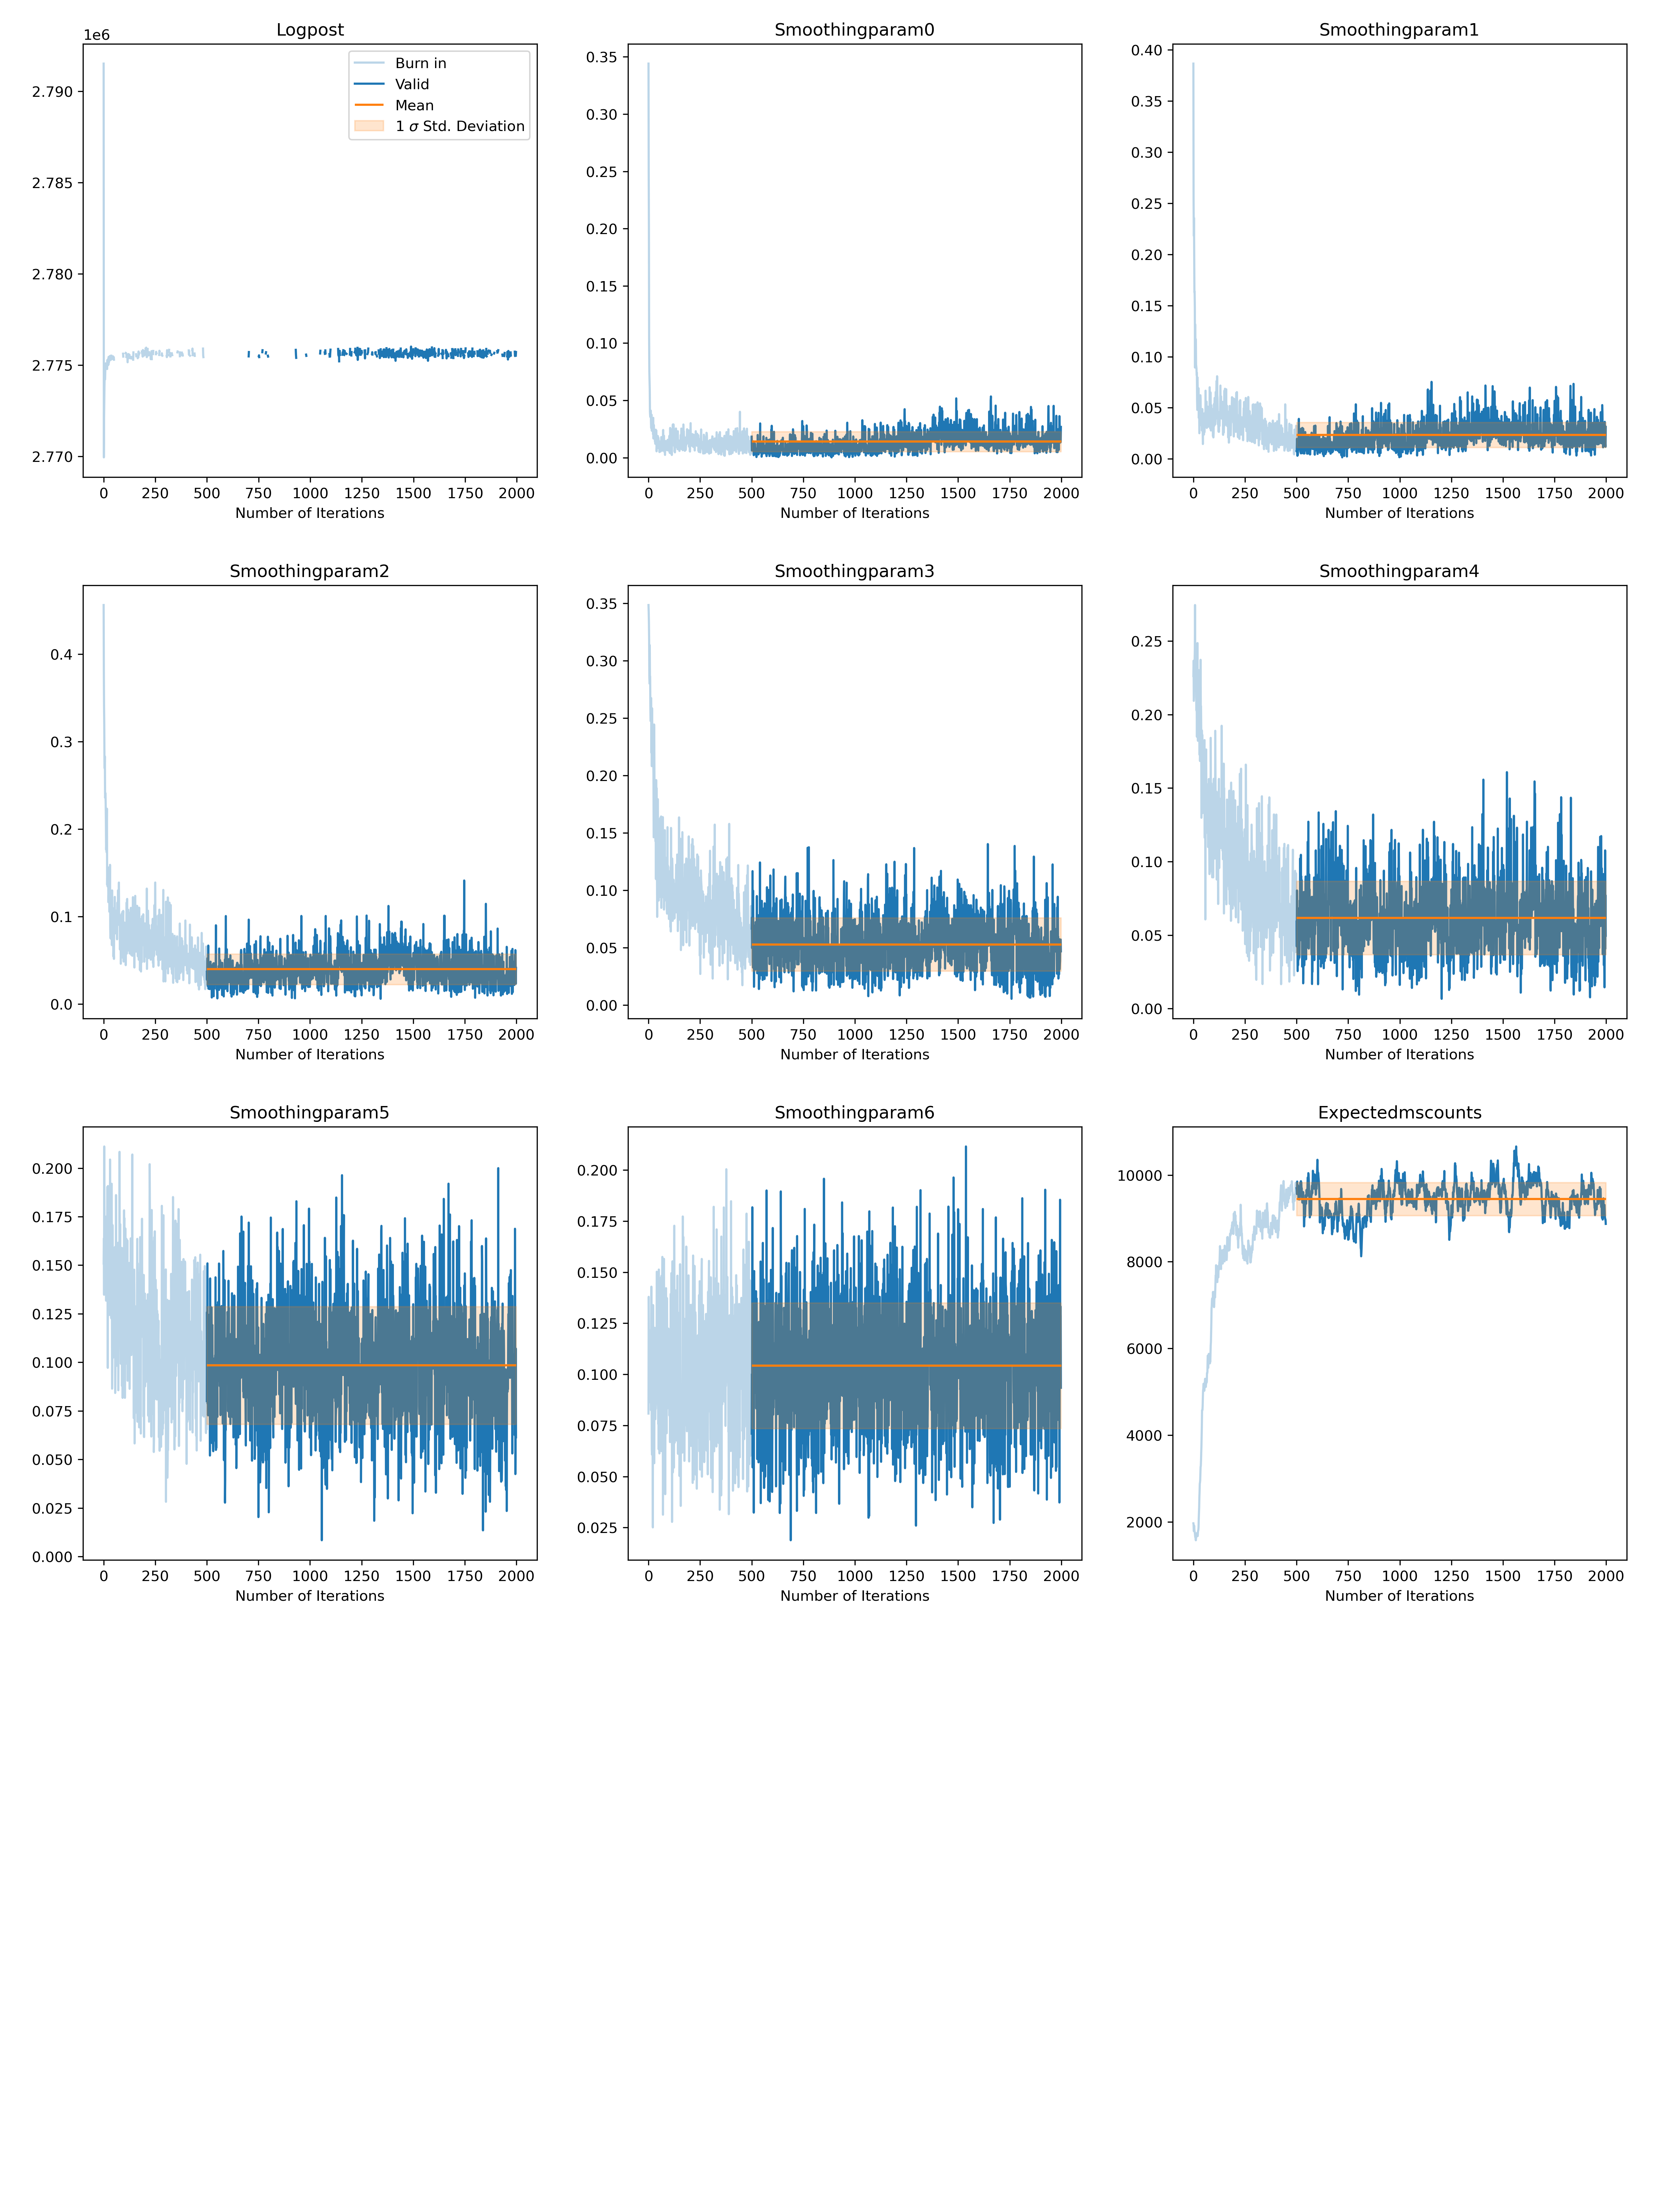 Logpost
1e6
2.790
2.785
2.780
2.775
2.770
Burn in
Valid
Mean
1 σ Std. Deviation
0 250 500 750 1000 1250 1500 1750 2000
Number of Iterations
Smoothingparam0
0.35
0.30
0.25
0.20
0.15
0.10
0.05
0.00
0 250 500 750 1000 1250 1500 1750 2000
Number of Iterations
Smoothingparam1
0.40
0.35
0.30
0.25
0.20
0.15
0.10
0.05
0.00
0 250 500 750 1000 1250 1500 1750 2000
Number of Iterations
Smoothingparam2
0.4
0.3
0.2
0.1
0.0
0 250 500 750 1000 1250 1500 1750 2000
Number of Iterations
Smoothingparam3
0.35
0.30
0.25
0.20
0.15
0.10
0.05
0.00
0 250 500 750 1000 1250 1500 1750 2000
Number of Iterations
Smoothingparam4
0.25
0.20
0.15
0.10
0.05
0.00
0 250 500 750 1000 1250 1500 1750 2000
Number of Iterations
Smoothingparam5
0.200
0.175
0.150
0.125
0.100
0.075
0.050
0.025
0.000
0 250 500 750 1000 1250 1500 1750 2000
Number of Iterations
Smoothingparam6
0.200
0.175
0.150
0.125
0.100
0.075
0.050
0.025
0 250 500 750 1000 1250 1500 1750 2000
Number of Iterations
Expectedmscounts
10000
8000
6000
4000
2000
0 250 500 750 1000 1250 1500 1750 2000
Number of Iterations